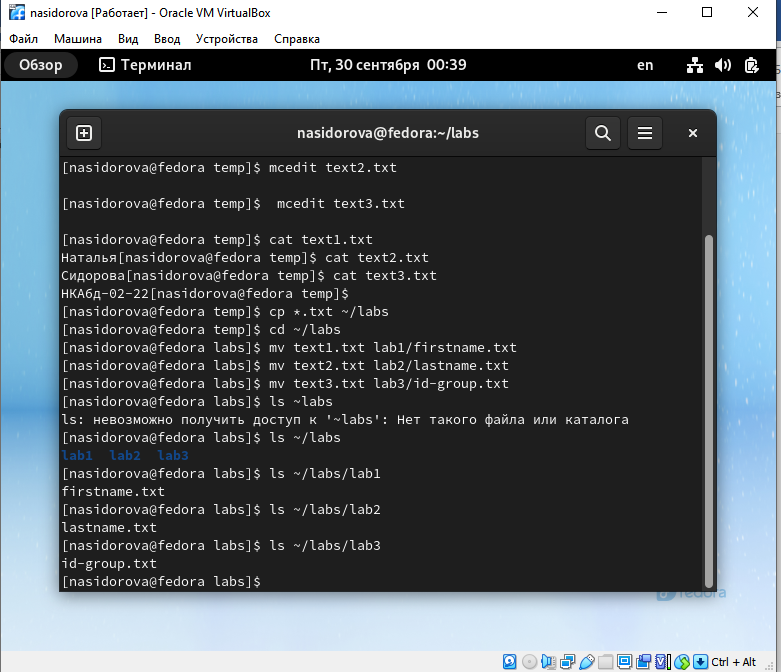 nasidorova [Работает] - Oracle VM VirtualBox
Файл Машина Вид Ввод Устройства Справка
Обзор Терминал Пт, 30 сентября 00:39 en
nasidorova@fedora:~/labs
[nasidorova@fedora temp]$ mcedit text2.txt
[nasidorova@fedora temp]$  mcedit text3.txt
[nasidorova@fedora temp]$ cat text1.txt
Наталья[nasidorova@fedora temp]$ cat text2.txt
Сидорова[nasidorova@fedora temp]$ cat text3.txt
НКАбд-02-22[nasidorova@fedora temp]$
[nasidorova@fedora temp]$ cp *.txt ~/labs
[nasidorova@fedora temp]$ cd ~/labs
[nasidorova@fedora labs]$ mv text1.txt lab1/firstname.txt
[nasidorova@fedora labs]$ mv text2.txt lab2/lastname.txt
[nasidorova@fedora labs]$ mv text3.txt lab3/id-group.txt
[nasidorova@fedora labs]$ ls ~labs
ls: невозможно получить доступ к '~labs': Нет такого файла или каталога
[nasidorova@fedora labs]$ ls ~/labs
lab1  lab2  lab3
[nasidorova@fedora labs]$ ls ~/labs/lab1
firstname.txt
[nasidorova@fedora labs]$ ls ~/labs/lab2
lastname.txt
[nasidorova@fedora labs]$ ls ~/labs/lab3
id-group.txt
[nasidorova@fedora labs]$
fedora
Ctrl + Alt